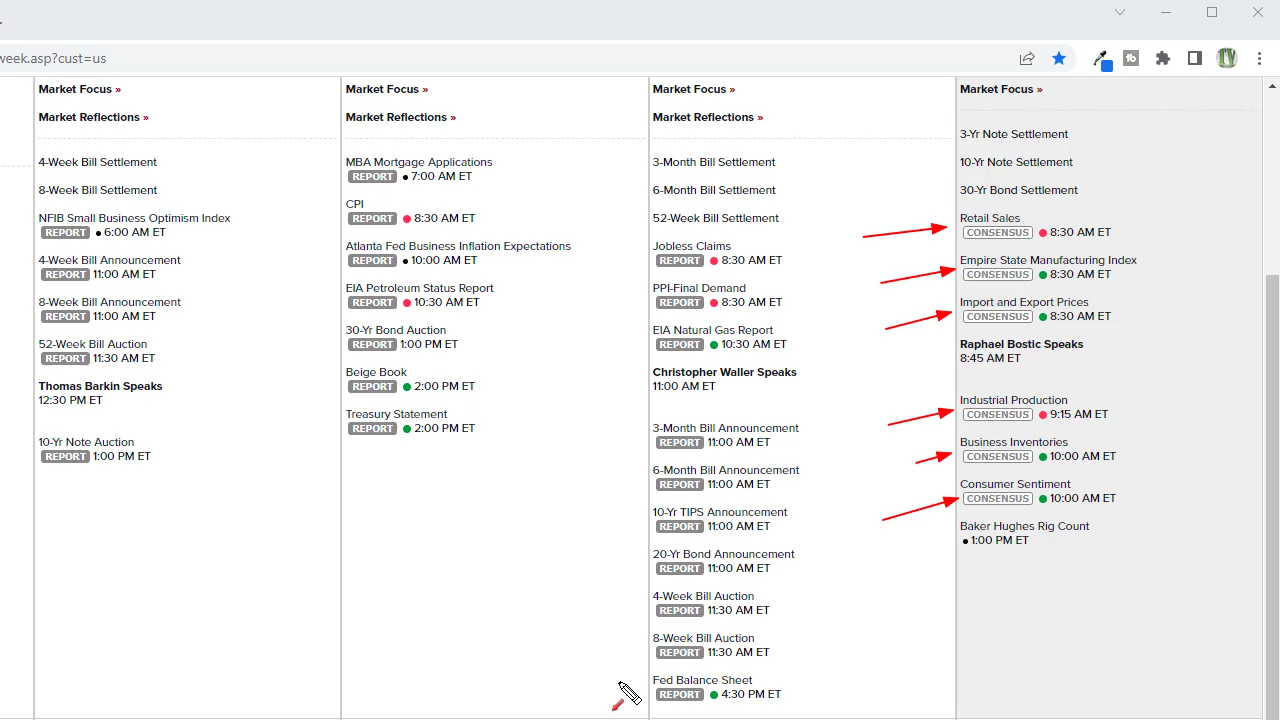 week.asp?cust=us
Market Focus »
Market Reflections »
4-Week Bill Settlement
8-Week Bill Settlement
NFIB Small Business Optimism Index
REPORT 6:00 AM ET
4-Week Bill Announcement
REPORT 11:00 AM ET
8-Week Bill Announcement
REPORT 11:00 AM ET
52-Week Bill Auction
REPORT 11:30 AM ET
Thomas Barkin Speaks
12:30 PM ET
10-Yr Note Auction
REPORT 1:00 PM ET
Market Focus »
Market Reflections »
MBA Mortgage Applications
REPORT 7:00 AM ET
CPI
REPORT 8:30 AM ET
Atlanta Fed Business Inflation Expectations
REPORT 10:00 AM ET
EIA Petroleum Status Report
REPORT 10:30 AM ET
30-Yr Bond Auction
REPORT 1:00 PM ET
Beige Book
REPORT 2:00 PM ET
Treasury Statement
REPORT 2:00 PM ET
Market Focus »
Market Reflections »
3-Month Bill Settlement
6-Month Bill Settlement
52-Week Bill Settlement
Jobless Claims
REPORT 8:30 AM ET
PPI-Final Demand
REPORT 8:30 AM ET
EIA Natural Gas Report
REPORT 10:30 AM ET
Christopher Waller Speaks
11:00 AM ET
3-Month Bill Announcement
REPORT 11:00 AM ET
6-Month Bill Announcement
REPORT 11:00 AM ET
10-Yr TIPS Announcement
REPORT 11:00 AM ET
20-Yr Bond Announcement
REPORT 11:00 AM ET
4-Week Bill Auction
REPORT 11:30 AM ET
8-Week Bill Auction
REPORT 11:30 AM ET
Fed Balance Sheet
REPORT 4:30 PM ET
Market Focus »
3-Yr Note Settlement
10-Yr Note Settlement
30-Yr Bond Settlement
Retail Sales
CONSENSUS 8:30 AM ET
Empire State Manufacturing Index
CONSENSUS 8:30 AM ET
Import and Export Prices
CONSENSUS 8:30 AM ET
Raphael Bostic Speaks
8:45 AM ET
Industrial Production
CONSENSUS 9:15 AM ET
Business Inventories
CONSENSUS 10:00 AM ET
Consumer Sentiment
CONSENSUS 10:00 AM ET
Baker Hughes Rig Count
1:00 PM ET